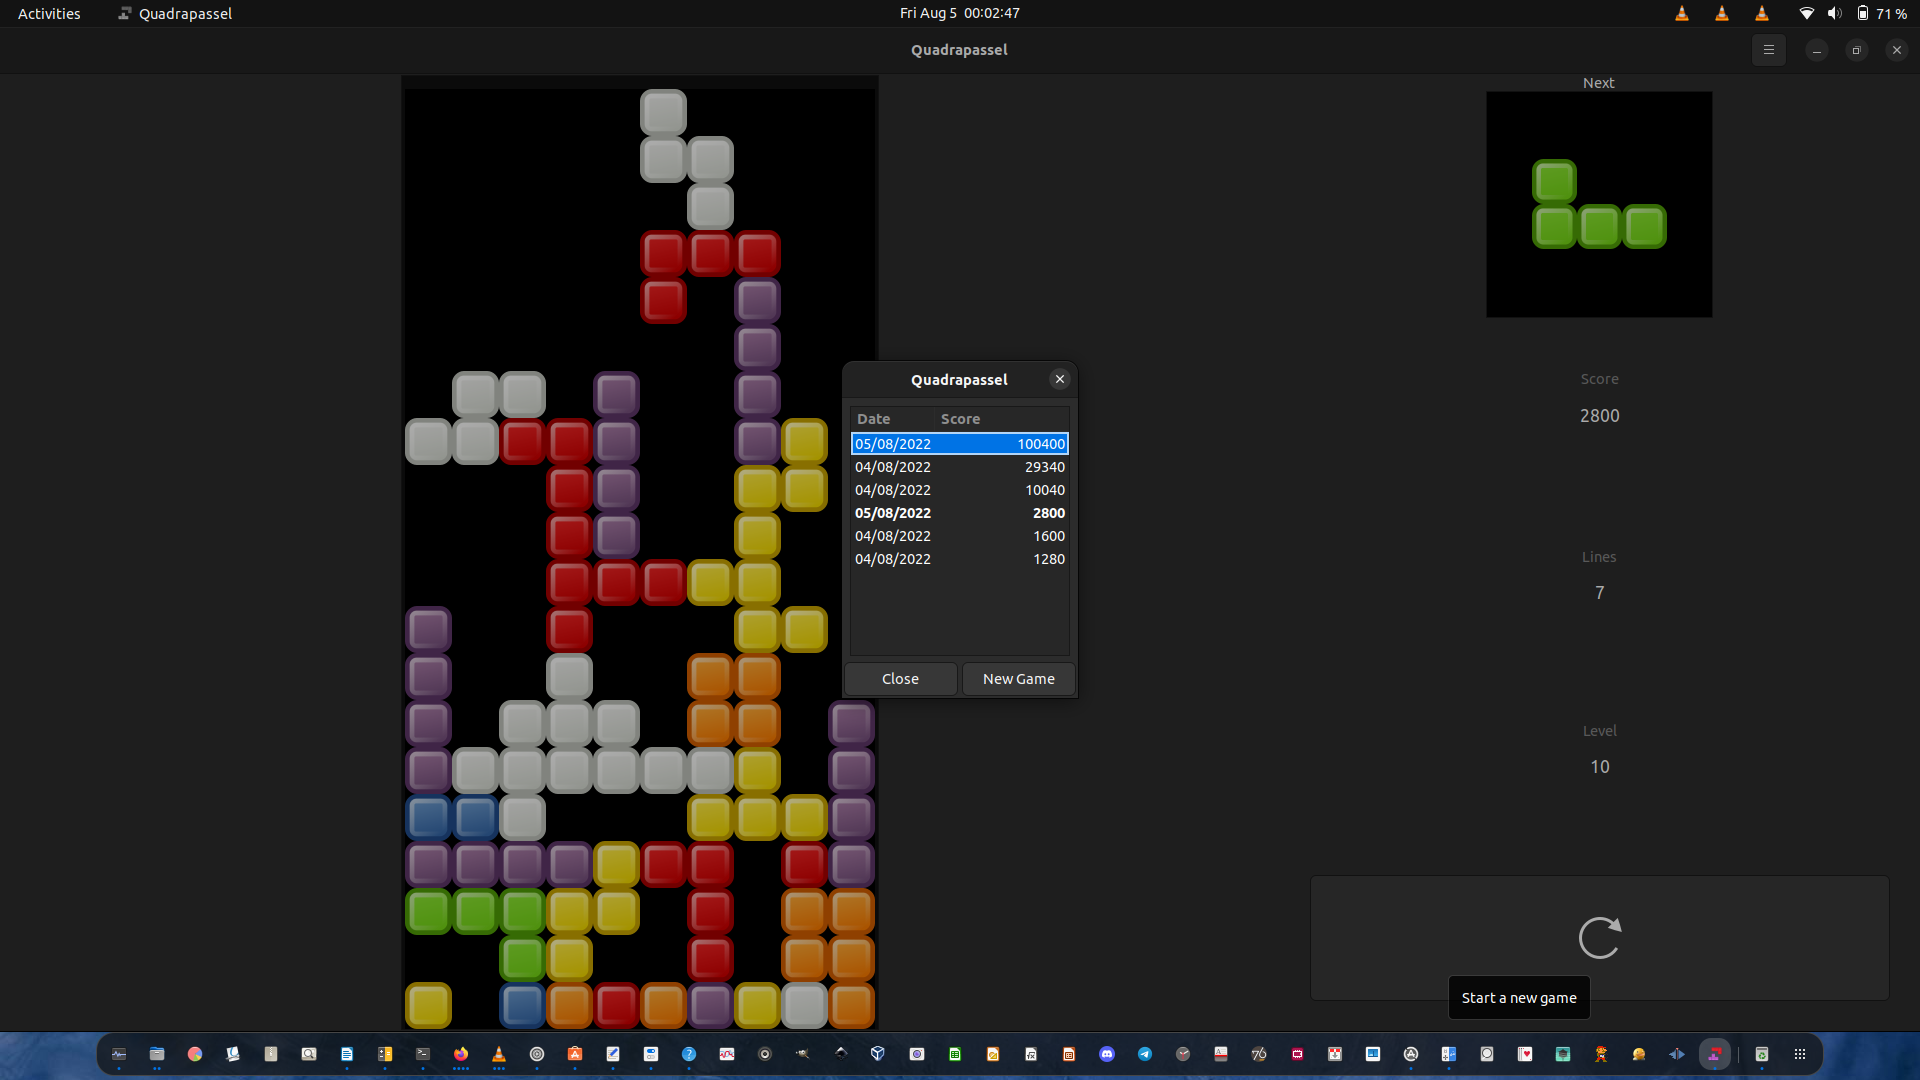 Activities
Quadrapassel
Fri Aug 5 00:02:47
71 %
Quadrapassel
Next
Score
2800
Lines
7
Level
10
Start a new game
Quadrapassel
Date Score
05/08/2022 100400
04/08/2022 29340
04/08/2022 10040
05/08/2022 2800
04/08/2022 1600
04/08/2022 1280
Close New Game